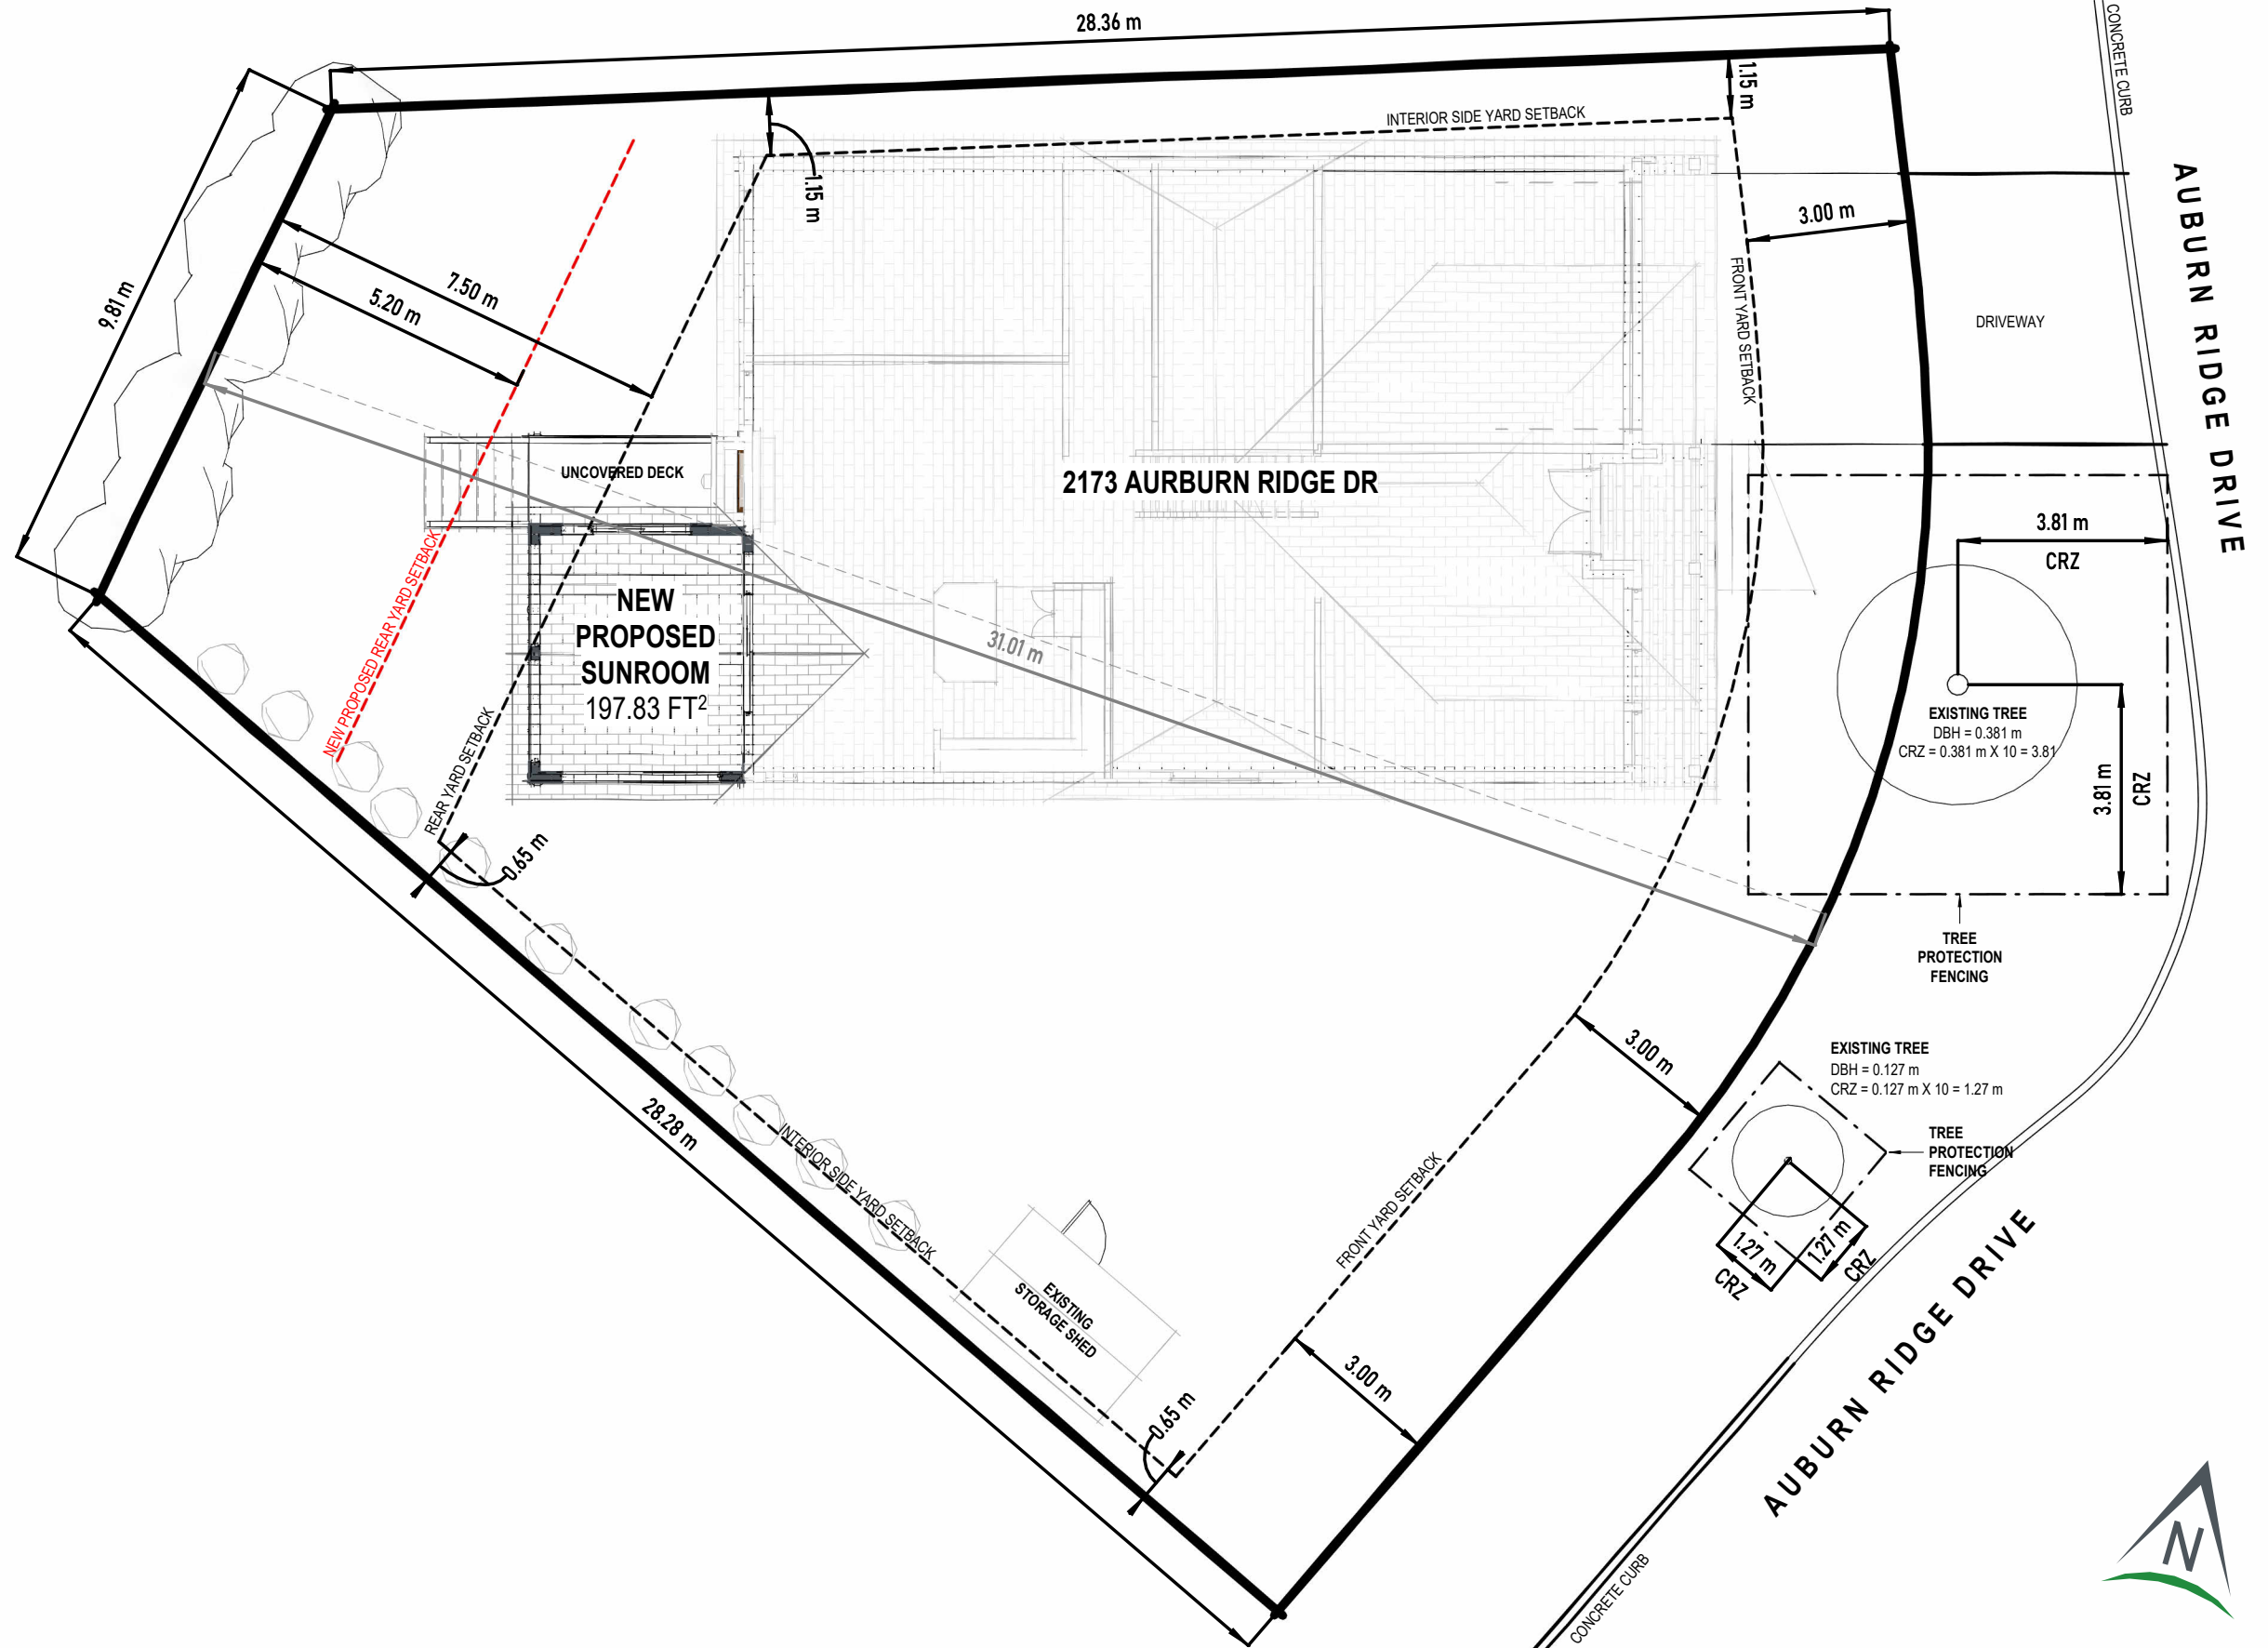 28.36 m
CONCRETE CURB
1.15 m
INTERIOR SIDE YARD SETBACK
1.15 m
AUBURN RIDGE DRIVE
3.00 m
FRONT YARD SETBACK
DRIVEWAY
9.81 m
7.50 m
5.20 m
UNCOVERED DECK
2173 AURBURN RIDGE DR
3.81 m
CRZ
NEW PROPOSED REAR YARD SETBACK
NEW
PROPOSED
SUNROOM
197.83 FT²
31.01 m
EXISTING TREE
DBH = 0.381 m
CRZ = 0.381 m X 10 = 3.81
3.81 m
CRZ
REAR YARD SETBACK
0.65 m
TREE
PROTECTION
FENCING
3.00 m
EXISTING TREE
DBH = 0.127 m
CRZ = 0.127 m X 10 = 1.27 m
TREE
PROTECTION
FENCING
28.28 m
INTERIOR SIDE YARD SETBACK
FRONT YARD SETBACK
1.27 m
CRZ
1.27 m
CRZ
EXISTING
STORAGE SHED
3.00 m
0.65 m
AUBURN RIDGE DRIVE
CONCRETE CURB
N